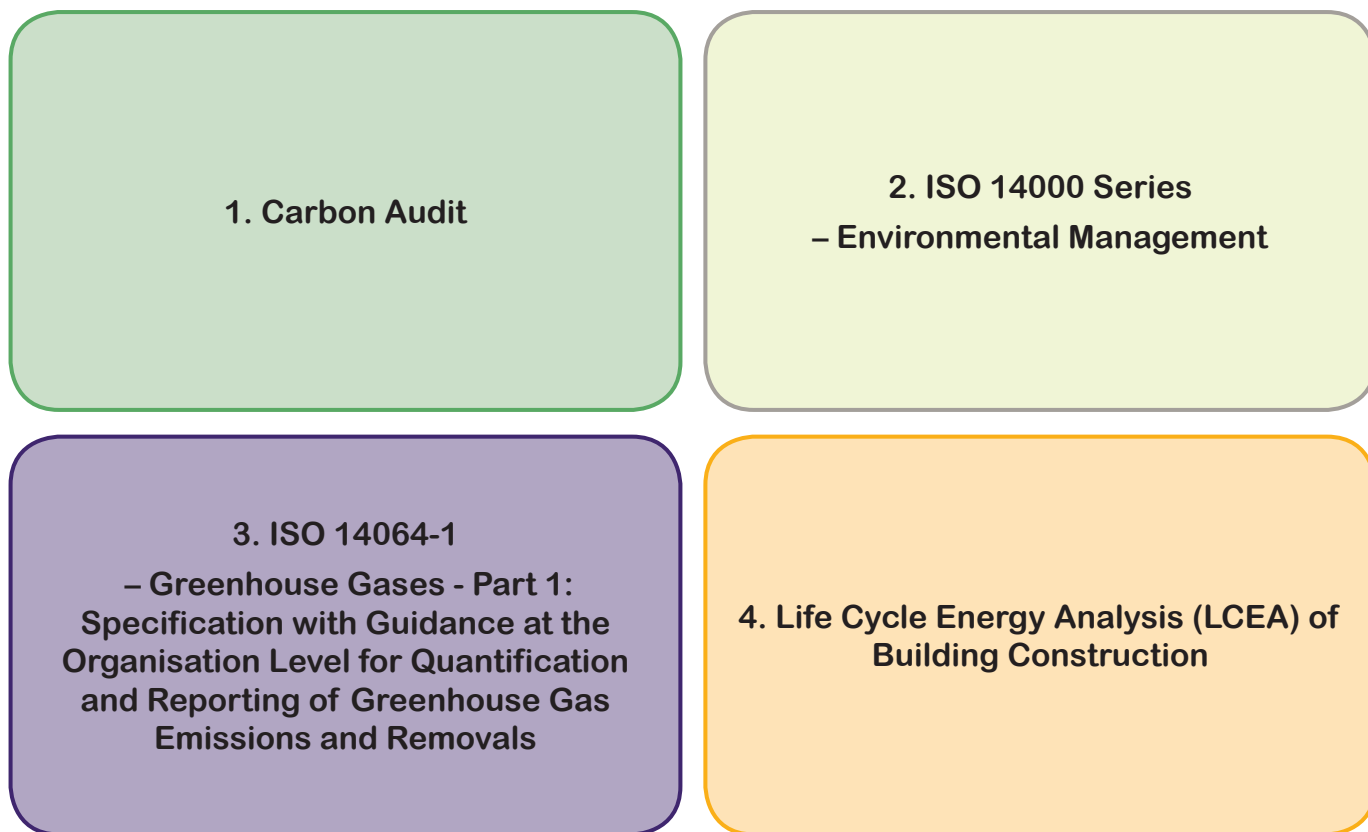 1. Carbon Audit
2. ISO 14000 Series
– Environmental Management
3. ISO 14064-1
– Greenhouse Gases - Part 1:
Specification with Guidance at the
Organisation Level for Quantification
and Reporting of Greenhouse Gas
Emissions and Removals
4. Life Cycle Energy Analysis (LCEA) of
Building Construction